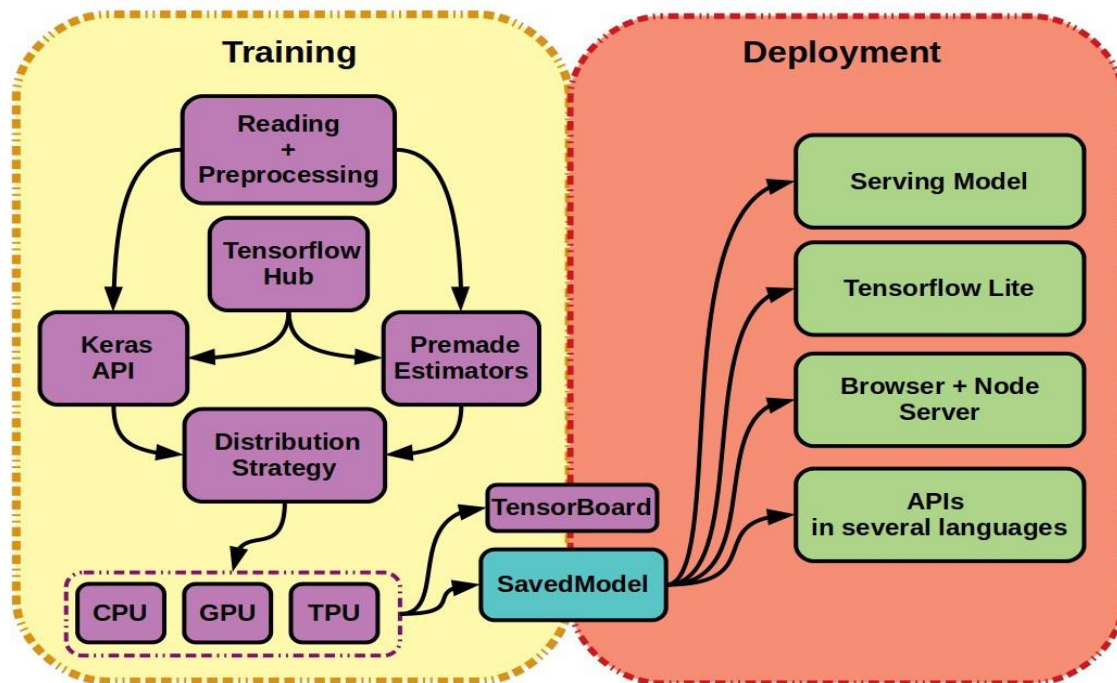 Training
Reading
+
Preprocessing
Tensorflow
Hub
Keras
API
Premade
Estimators
Distribution
Strategy
CPU
GPU
TPU
TensorBoard
SavedModel
Deployment
Serving Model
Tensorflow Lite
Browser + Node
Server
APIs
in several languages